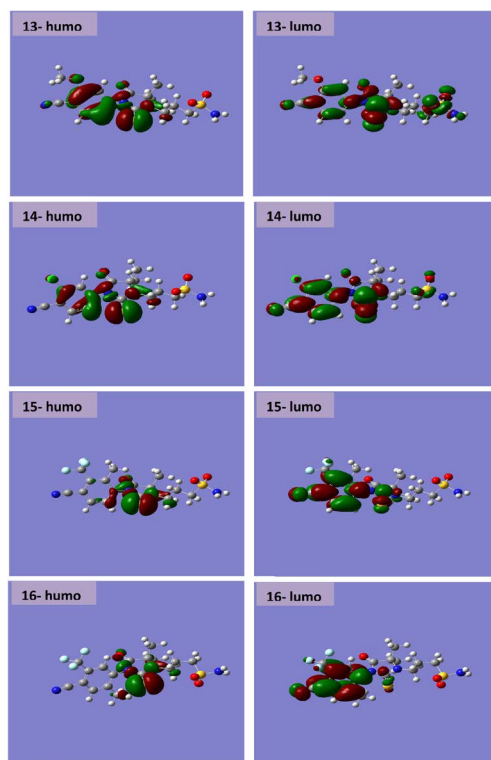 13- humo
13- lumo
14- humo
14- lumo
15- humo
15- lumo
16- humo
16- lumo